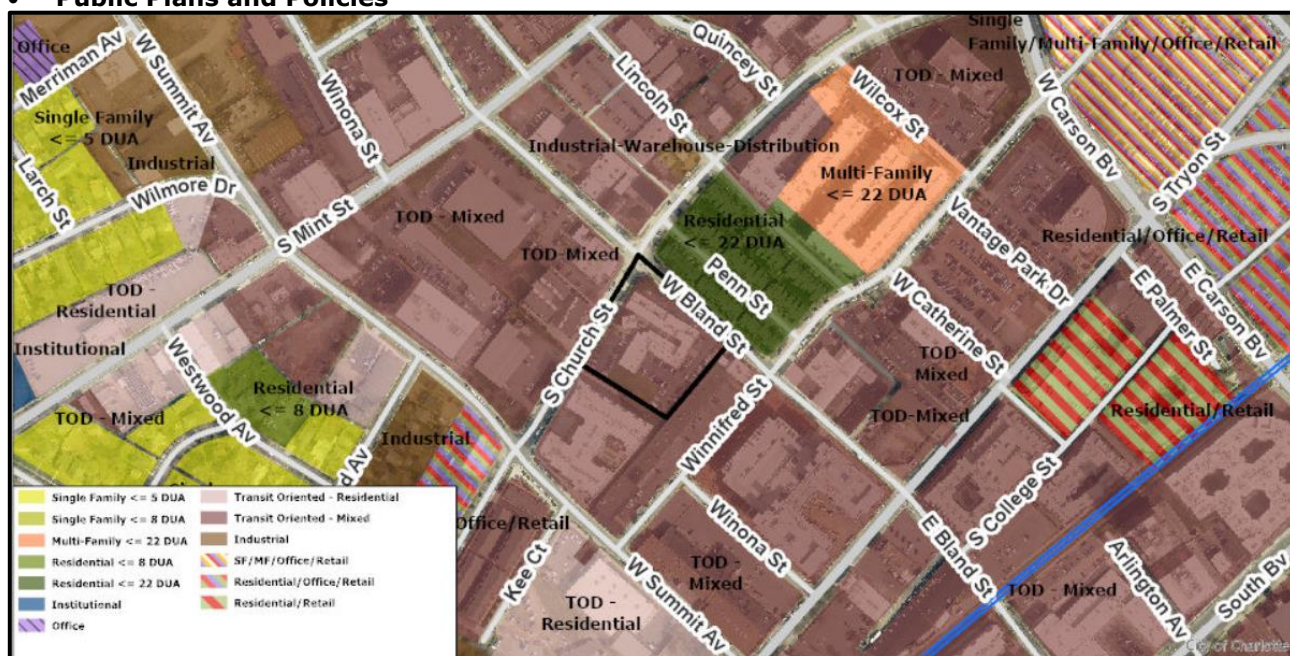 • Public Plans and Policies
Office
Merriman Av
W Summit Av
Single Family
<= 5 DUA
Industrial
Larch St
Wilmore Dr
Winona St
S Mint St
TOD - Mixed
Lincoln St
Quincey St
Industrial-Warehouse-Distribution
Wilcox St
TOD - Mixed
Single
Family/Multi-Family/Office/Retail
W Carson Bv
S Tryon St
Multi-Family
<= 22 DUA
Residential
<= 22 DUA
Penn St
TOD-Mixed
W Bland St
S Church St
Vantage Park Dr
W Catherine St
Residential/Office/Retail
E Palmer St
E Carson Bv
TOD -
Residential
Institutional
TOD - Mixed
Westwood Av
Residential
<= 8 DUA
Industrial
d Av
Office/Retail
Kee Ct
TOD -
Residential
W Summit Av
Winnifred St
Winona St
TOD -
Mixed
TOD-
Mixed
TOD-Mixed
Residential/Retail
S College St
E Bland St
TOD - Mixed
Arlington Av
South Bv
City of Charlotte
Single Family <= 5 DUA
Single Family <= 8 DUA
Multi-Family <= 22 DUA
Residential <= 8 DUA
Residential <= 22 DUA
Institutional
Office
Transit Oriented - Residential
Transit Oriented - Mixed
Industrial
SF/MF/Office/Retail
Residential/Office/Retail
Residential/Retail